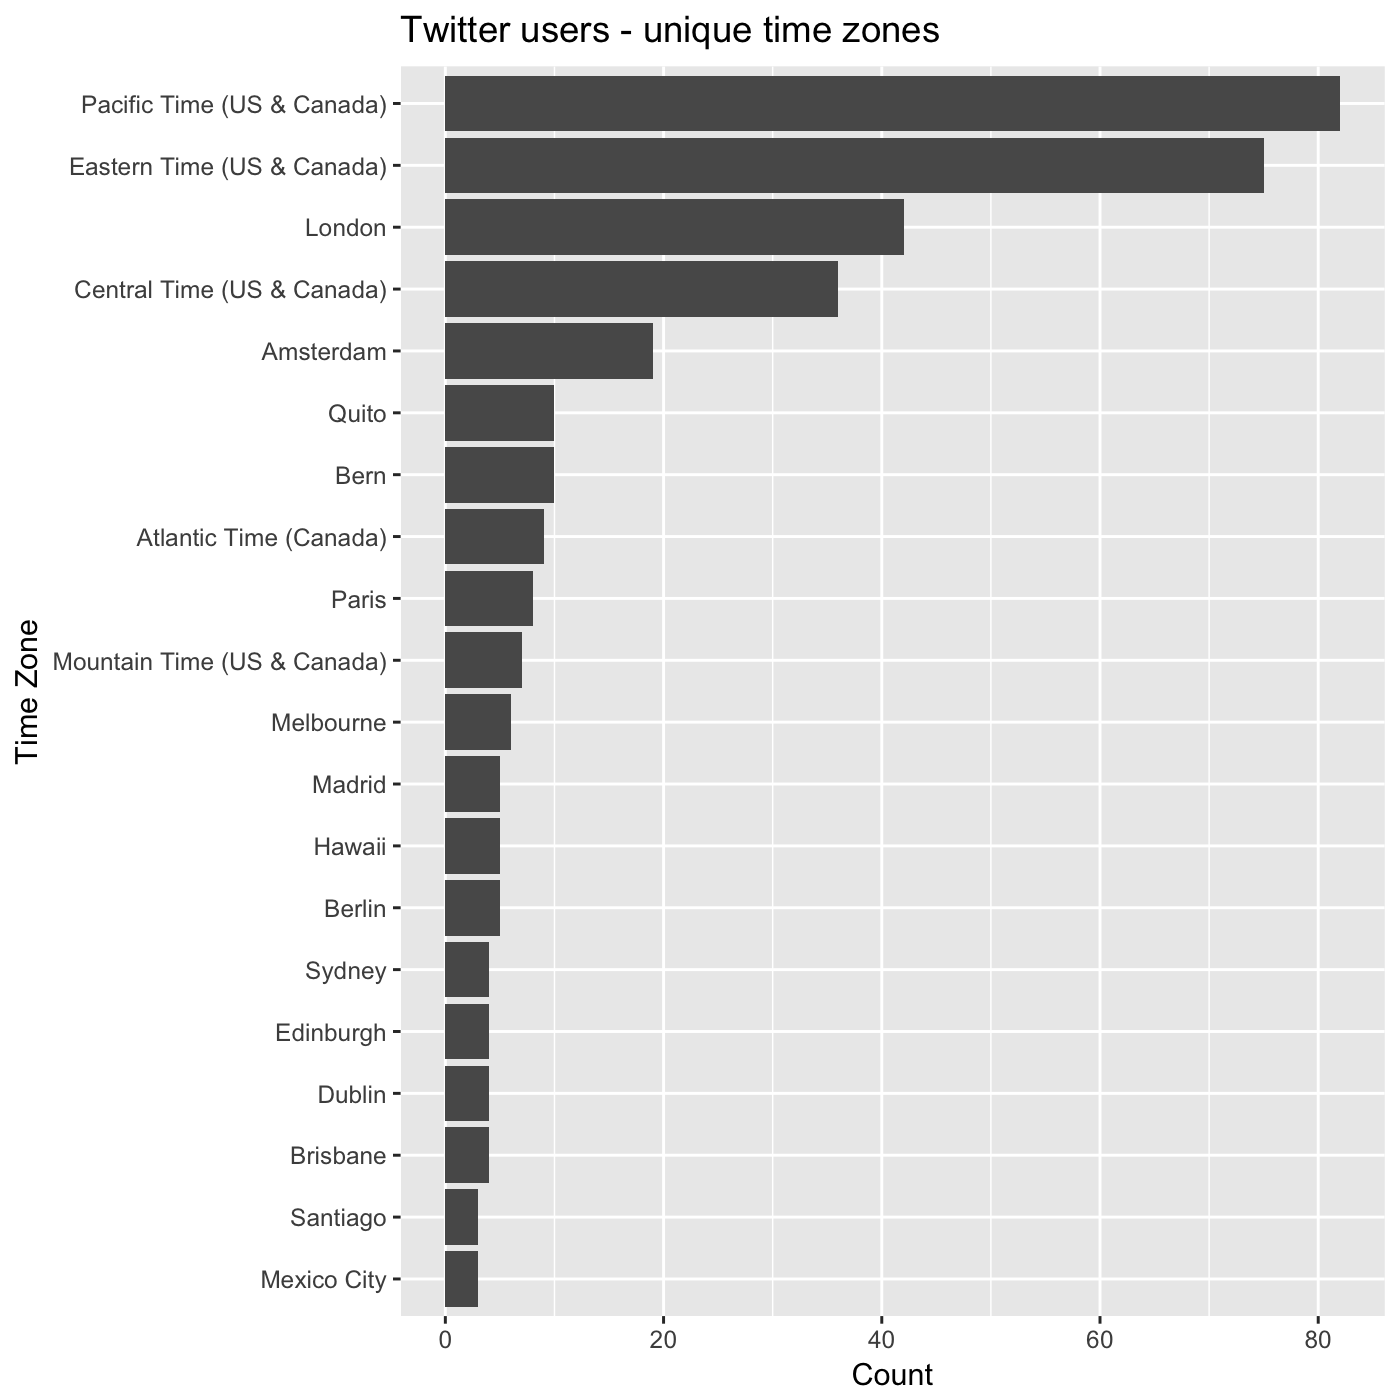 Twitter users - unique time zones
Pacific Time (US & Canada)
Eastern Time (US & Canada)
London
Central Time (US & Canada)
Amsterdam
Quito
Bern
Atlantic Time (Canada)
Paris
Mountain Time (US & Canada)
Melbourne
Madrid
Hawaii
Berlin
Sydney
Edinburgh
Dublin
Brisbane
Santiago
Mexico City
Time Zone
0 20 40 60 80
Count